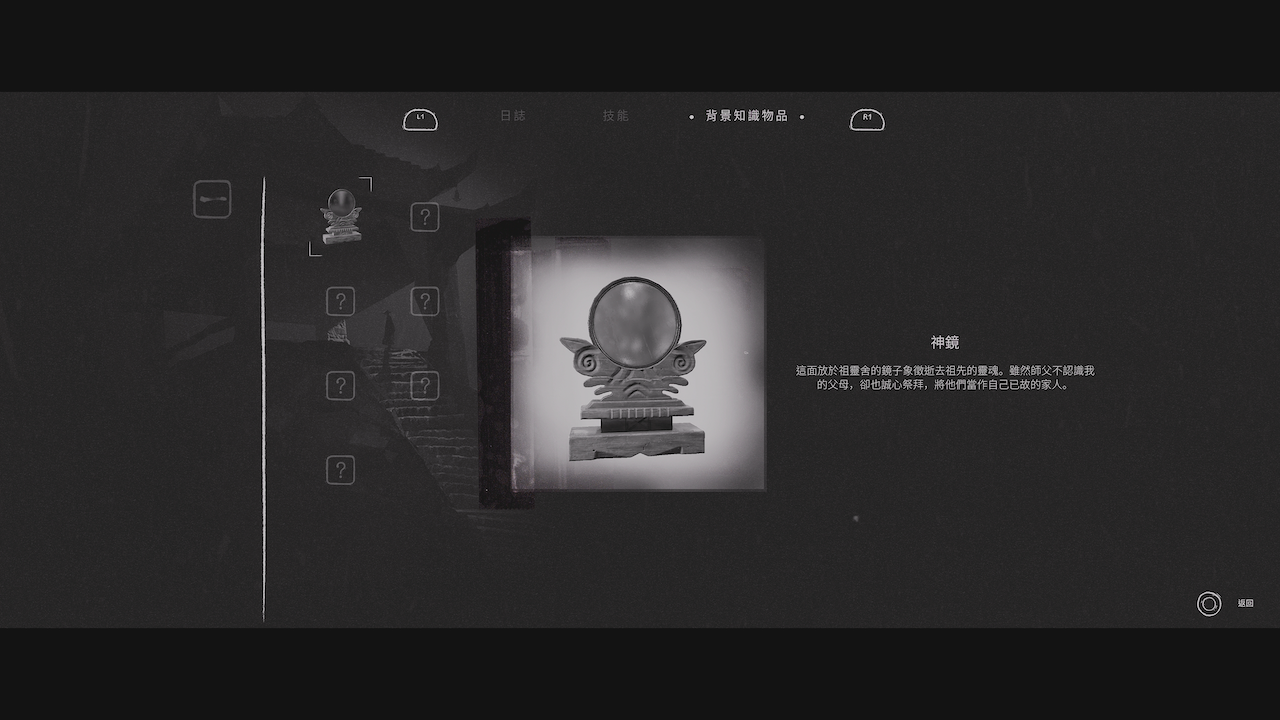 L1 日誌 技能 • 背景知識物品 • R1
?
? ?
? ?
?
神鏡
這面放於祖靈舍的鏡子象徵逝去祖先的靈魂。雖然師父不認識我
的父母，卻也誠心祭拜，將他們當作自己已故的家人。
返回